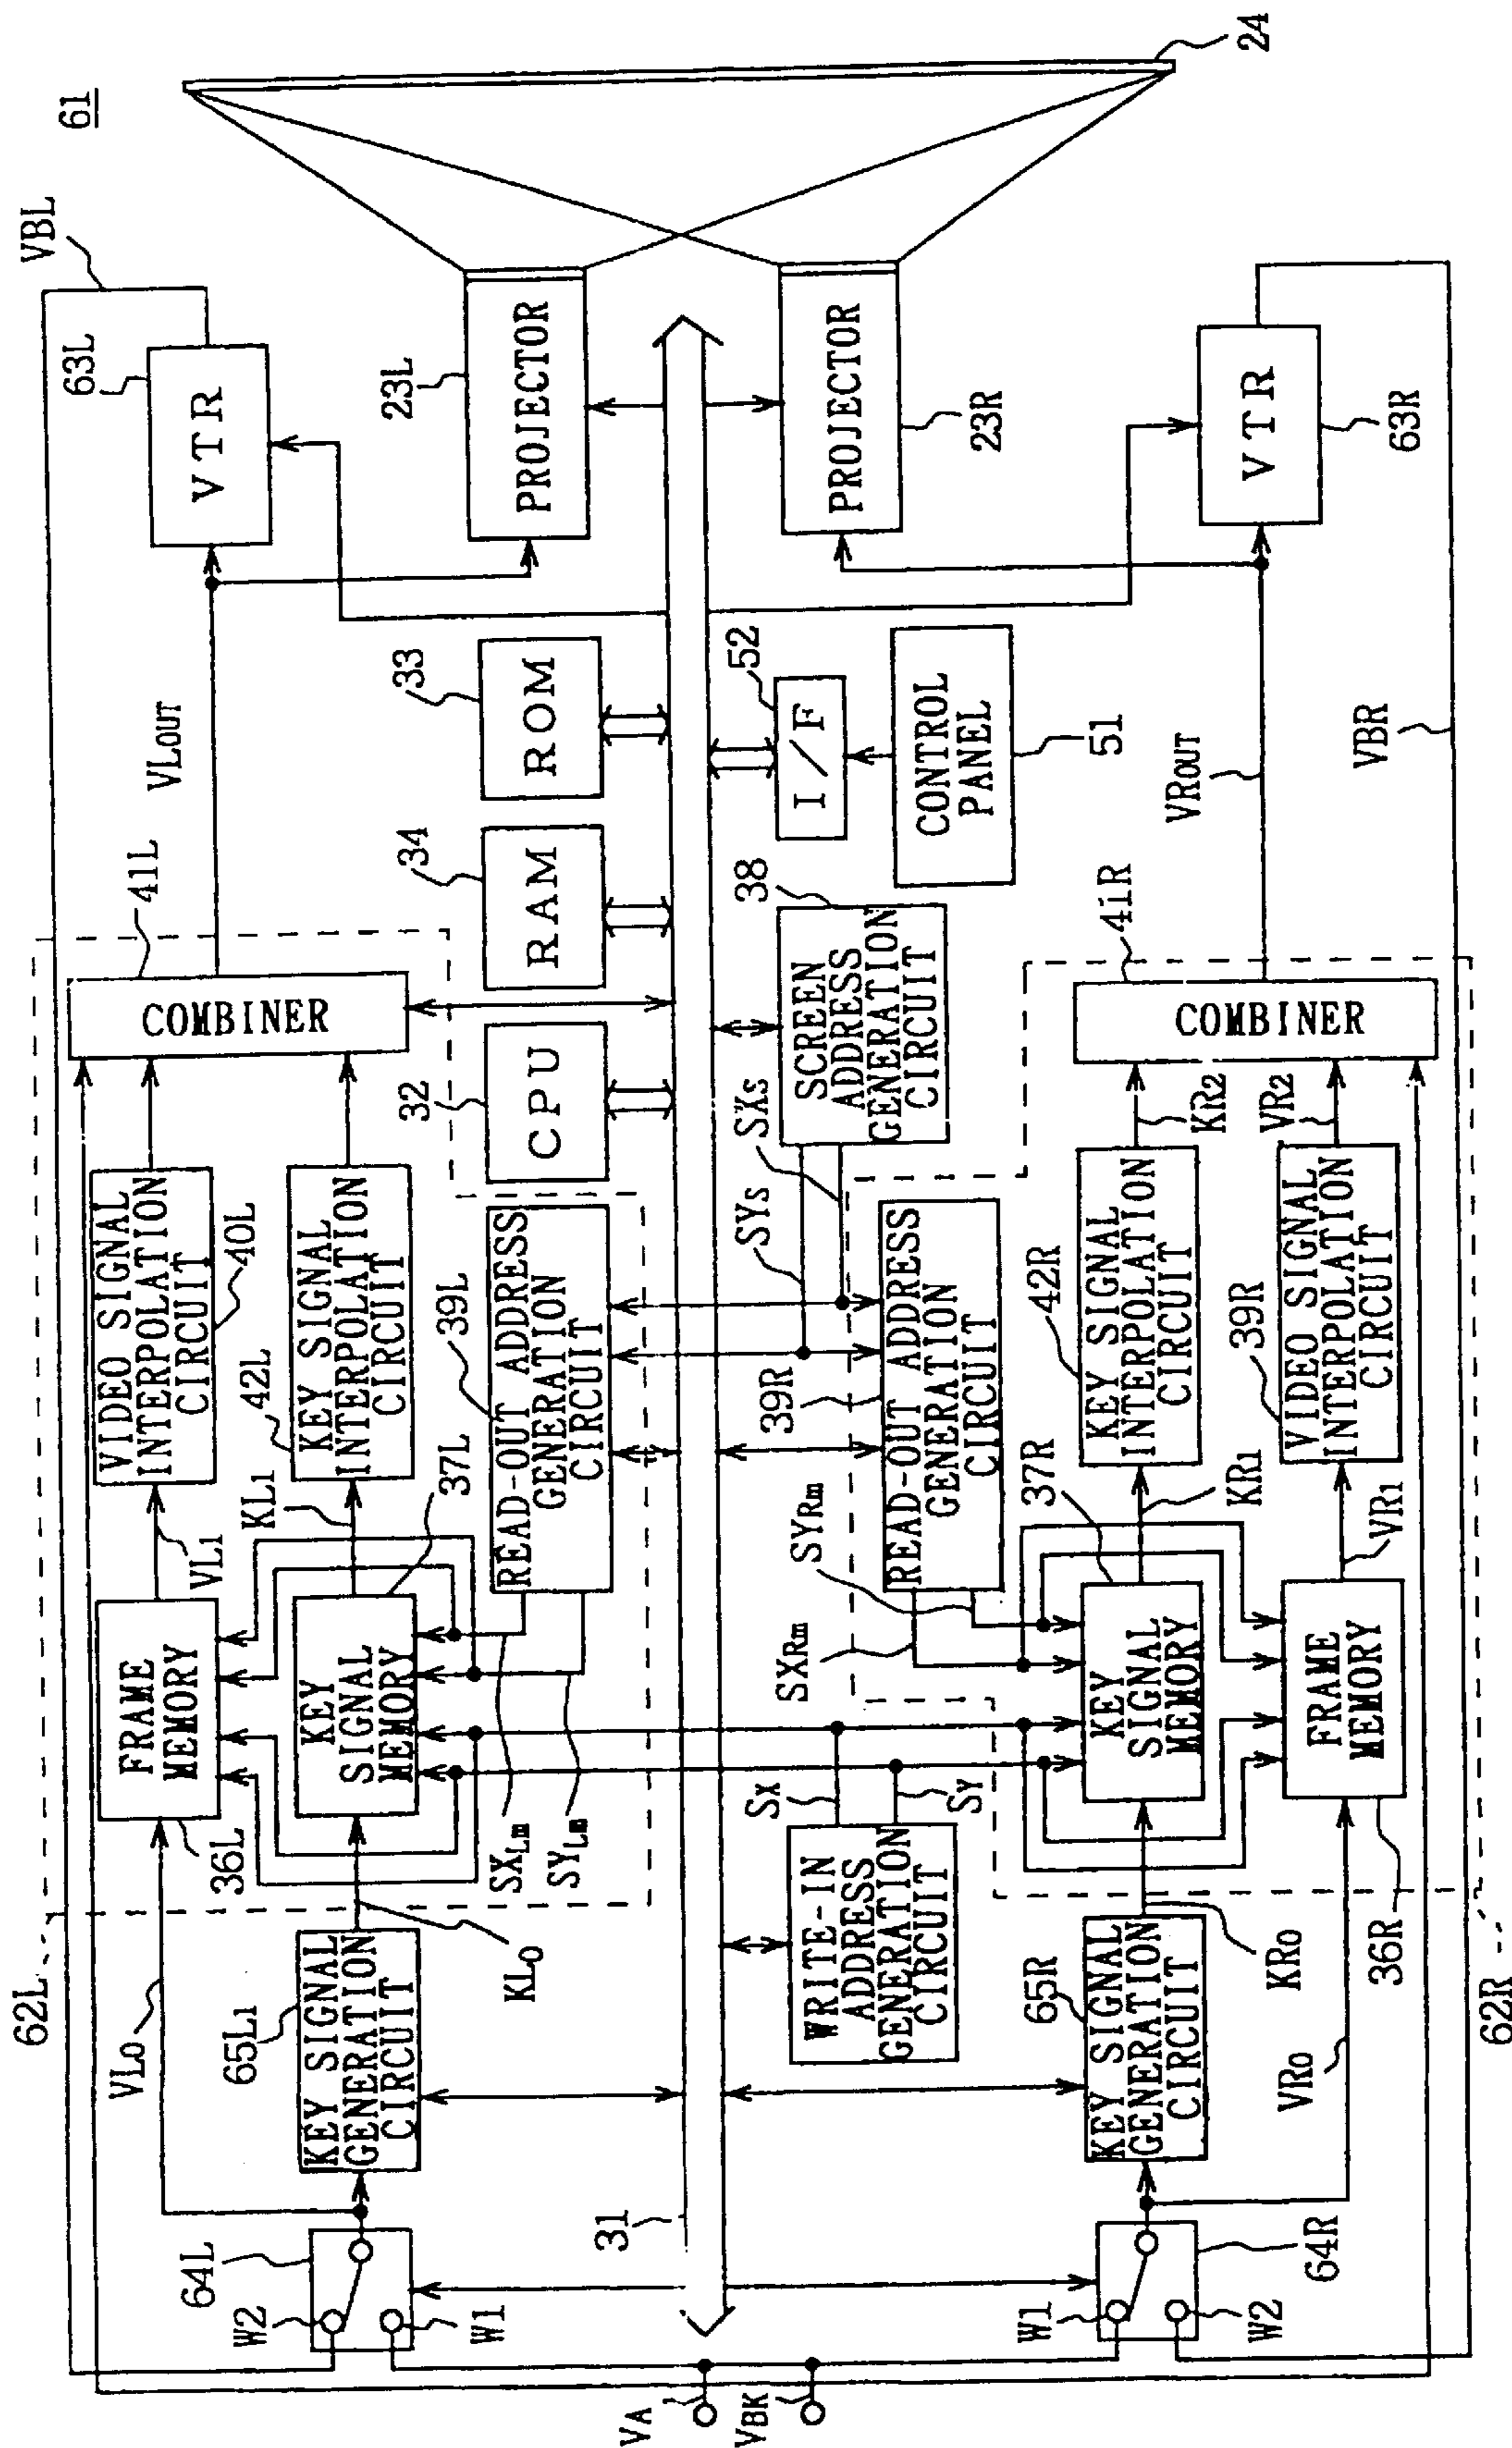 61
62L
VL0
36L
FRAME
MEMORY
VL1
VIDEO SIGNAL
INTERPOLATION
CIRCUIT
40L
COMBINER
41L
VLOUT
63L
VTR
VBL
64L
W2
W1
65L1
KEY SIGNAL
GENERATION
CIRCUIT
KL0
KEY
SIGNAL
MEMORY
37L
KL1
42L
KEY SIGNAL
INTERPOLATION
CIRCUIT
SXLm
SYLm
READ-OUT ADDRESS
GENERATION
CIRCUIT
39L
32
CPU
34
RAM
33
ROM
23L
PROJECTOR
24
31
VA
VBK
WRITE-IN
ADDRESS
GENERATION
CIRCUIT
SX
SY
SYS
SXS
SCREEN
ADDRESS
GENERATION
CIRCUIT
38
I/F
52
CONTROL
PANEL
51
PROJECTOR
23R
SXRm
SYRm
39R
READ-OUT ADDRESS
GENERATION
CIRCUIT
W1
W2
64R
65R
KEY SIGNAL
GENERATION
CIRCUIT
KR0
KEY
SIGNAL
MEMORY
37R
KR1
42R
KEY SIGNAL
INTERPOLATION
CIRCUIT
KR2
COMBINER
41R
VROUT
VTR
63R
VR0
36R
FRAME
MEMORY
VR1
39R
VIDEO SIGNAL
INTERPOLATION
CIRCUIT
VR2
VBR
62R